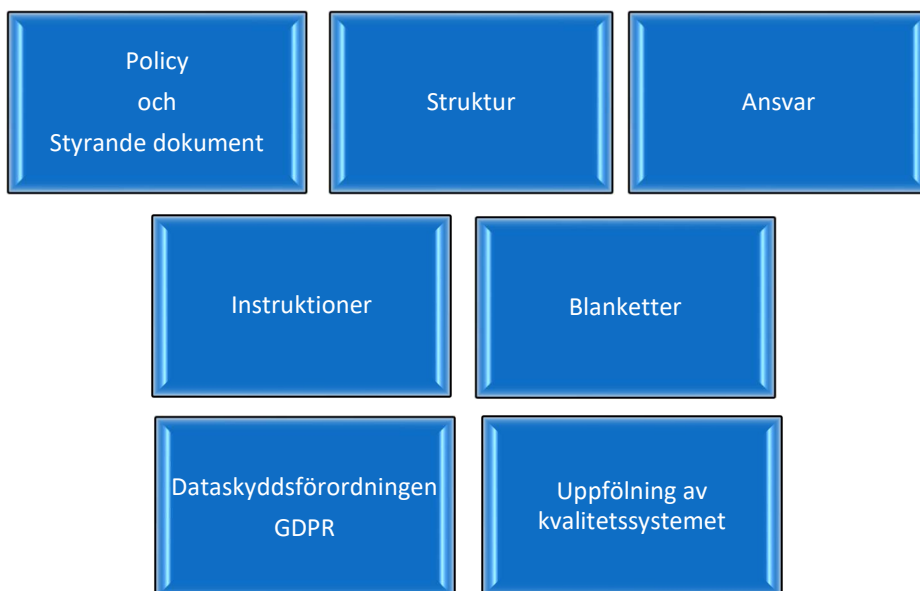 Policy
och
Styrande dokument
Struktur
Ansvar
Instruktioner
Blanketter
Dataskyddsförordningen
GDPR
Uppfölning av
kvalitetssystemet